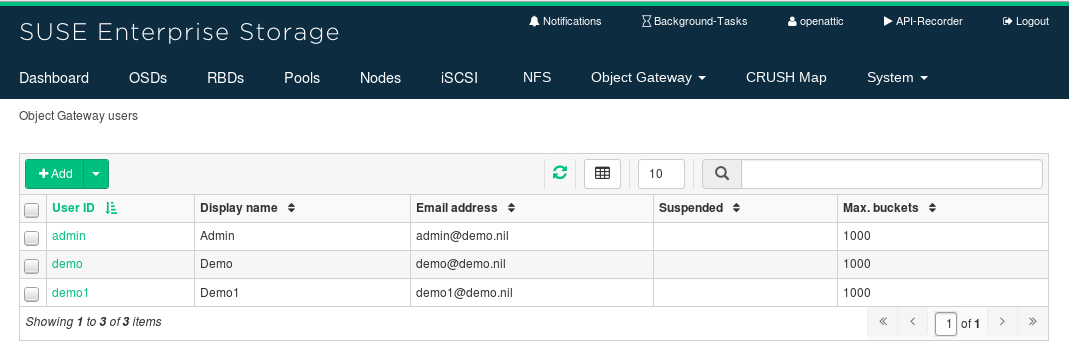 Notifications Background-Tasks openattic API-Recorder Logout
SUSE Enterprise Storage
Dashboard OSDs RBDs Pools Nodes iSCSI NFS Object Gateway CRUSH Map System
Object Gateway users
Add 10
User ID Display name Email address Suspended Max. buckets
admin Admin admin@demo.nil 1000
demo Demo demo@demo.nil 1000
demo1 Demo1 demo1@demo.nil 1000
Showing 1 to 3 of 3 items 1 of 1